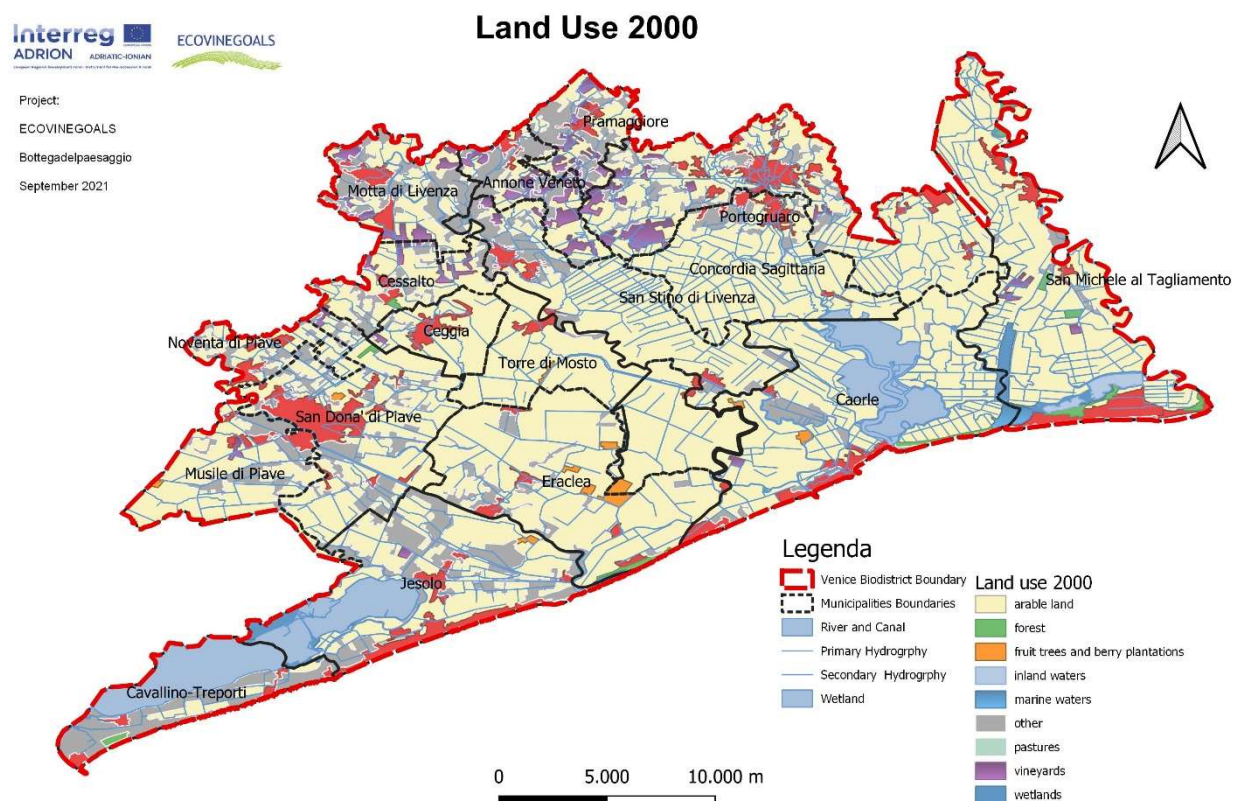 Land Use 2000
Interreg
ADRION ADRIATIC-IONIAN
ECOVINEGOALS
Project:
ECOVINEGOALS
Bottegadelpaesaggio
September 2021
Pramaggiore
Motta di Livenza
Annone Veneto
Portogruaro
Concordia Sagittaria
San Stino di Livenza
San Michele al Tagliamento
Cessalto
Ceggia
Noventa di Piave
Torre di Mosto
Caorle
San Dona' di Piave
Musile di Piave
Eraclea
Jesolo
Cavallino-Treporti
Legenda
Venice Biodistrict Boundary
Municipalities Boundaries
River and Canal
Primary Hydrogrphy
Secondary Hydrogrphy
Wetland
Land use 2000
arable land
forest
fruit trees and berry plantations
inland waters
marine waters
other
pastures
vineyards
wetlands
0 5.000 10.000 m